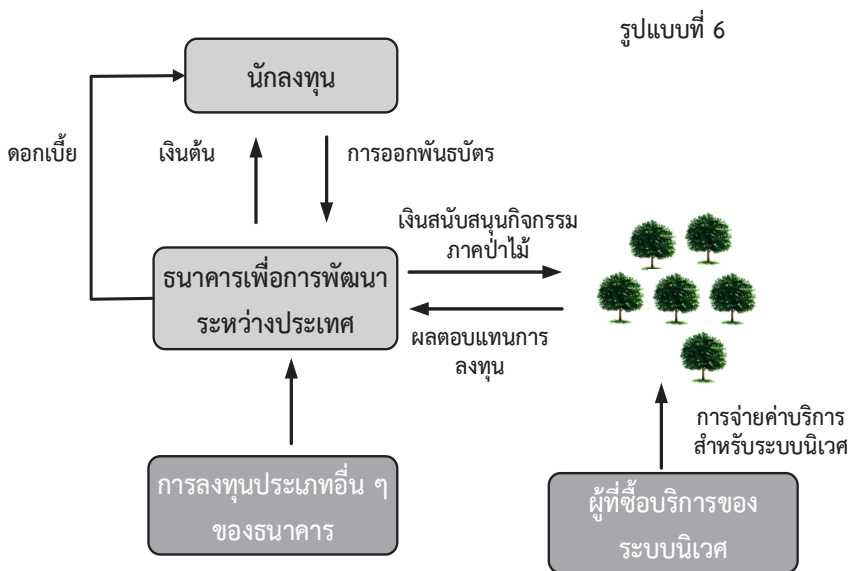 รูปแบบที่ 6
นักลงทุน
ดอกเบี้ย
เงินต้น
การออกพันธบัตร
เงินสนับสนุนกิจกรรม
ภาคป่าไม้
ธนาคารเพื่อการพัฒนา
ระหว่างประเทศ
ผลตอบแทนการ
ลงทุน
การจ่ายค่าบริการ
สำหรับระบบนิเวศ
การลงทุนประเภทอื่น ๆ
ของธนาคาร
ผู้ที่ซื้อบริการของ
ระบบนิเวศ